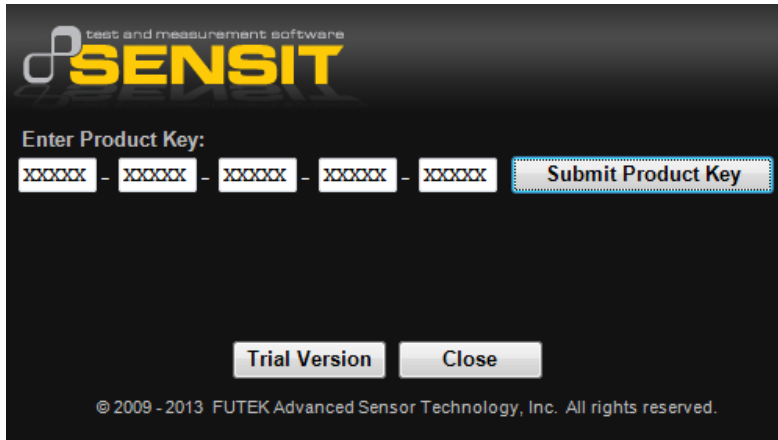 test and measurement software
SENSIT
Enter Product Key:
XXXXX - XXXXX - XXXXX - XXXXX - XXXXX Submit Product Key
Trial Version Close
© 2009 - 2013 FUTEK Advanced Sensor Technology, Inc. All rights reserved.